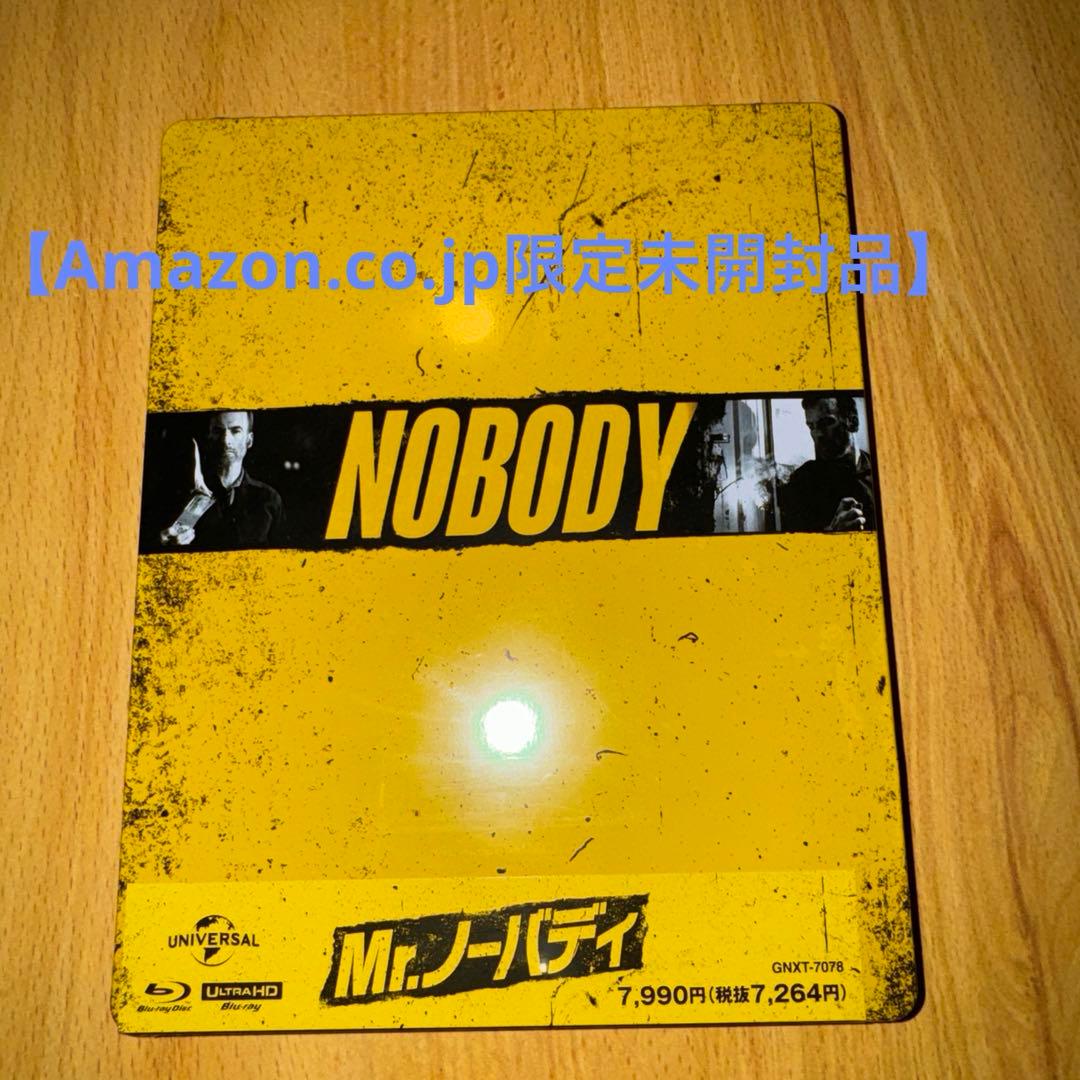 【Amazon.co.jp限定未開封品】
NOBODY
UNIVERSAL
Mr.ノーバディ
GNXT-7078
Blu-ray Disc
ULTRA HD
Blu-ray
7,990円(税抜7,264円)